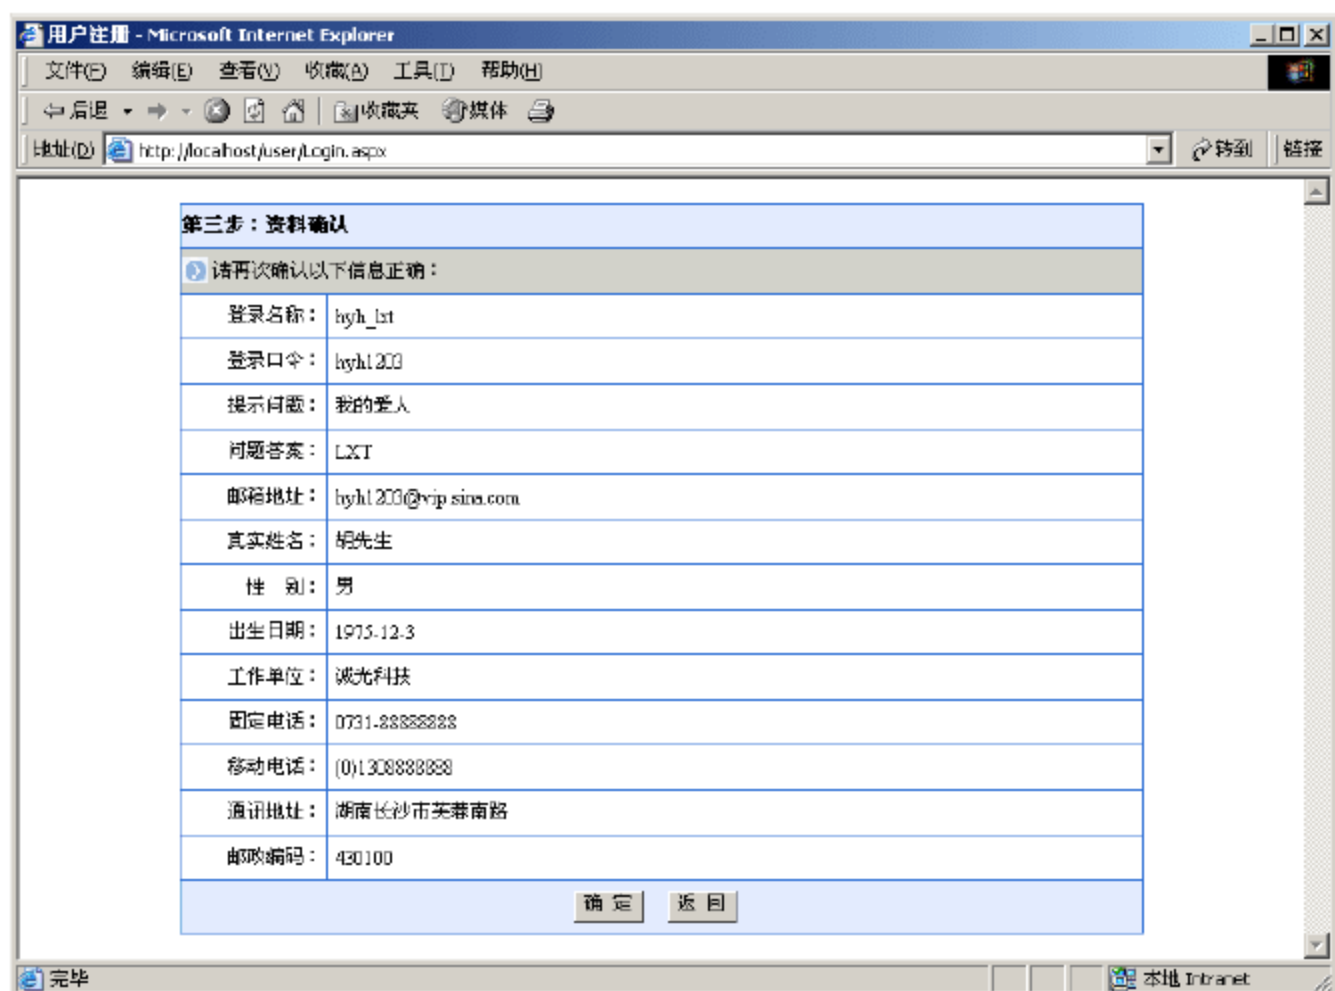 用户注册 - Microsoft Internet Explorer
文件(F) 编辑(E) 查看(V) 收藏(A) 工具(T) 帮助(H)
后退 收藏夹 媒体
地址(D) http://localhost/user/Login.aspx 转到 链接
第三步：资料确认
请再次确认以下信息正确：
登录名称： hyh_lxt
登录口令： hyh1203
提示问题： 我的爱人
问题答案： LXT
邮箱地址： hyh1203@vip.sina.com
真实姓名： 胡先生
性 别： 男
出生日期： 1975-12-3
工作单位： 诚光科技
固定电话： 0731-88888888
移动电话： (0)1308888888
通讯地址： 湖南长沙市芙蓉南路
邮政编码： 430100
确 定 返 回
完毕 本地 Intranet